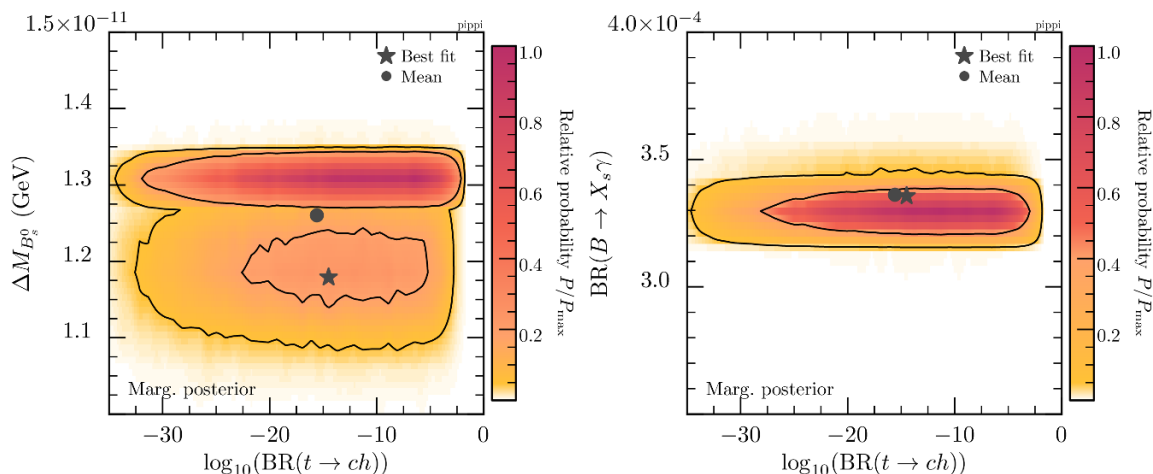 1.5×10⁻¹¹
pippi
1.0
★ Best fit
● Mean
1.4
0.8
ΔM_{B_s^0} (GeV)
1.3
0.6
Relative probability P/P_max
1.2
0.4
1.1
0.2
Marg. posterior
−30 −20 −10 0
log₁₀(BR(t → ch))
4.0×10⁻⁴
pippi
1.0
★ Best fit
● Mean
0.8
3.5
BR(B → X_sγ)
0.6
Relative probability P/P_max
0.4
3.0
0.2
Marg. posterior
−30 −20 −10 0
log₁₀(BR(t → ch))